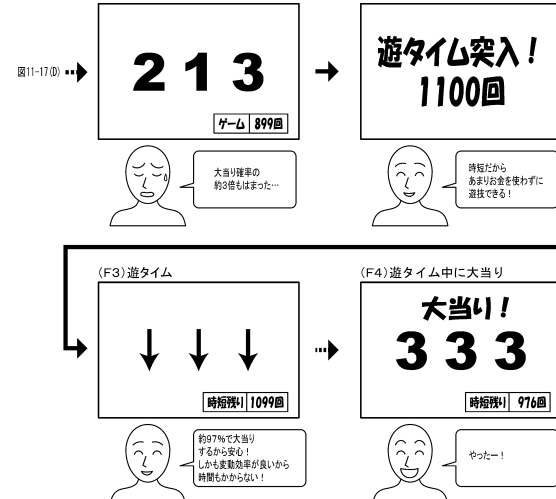 図11-17(D)
2 1 3
ゲーム 899回
大当り確率の
約3倍もはまった…
遊タイム突入！
1100回
時短だから
あまりお金を使わずに
遊技できる！
(F3)遊タイム
時短残り 1099回
約97%で大当り
するから安心！
しかも変動効率が良いから
時間もかからない！
(F4)遊タイム中に大当り
大当り！
3 3 3
時短残り 976回
やったー！